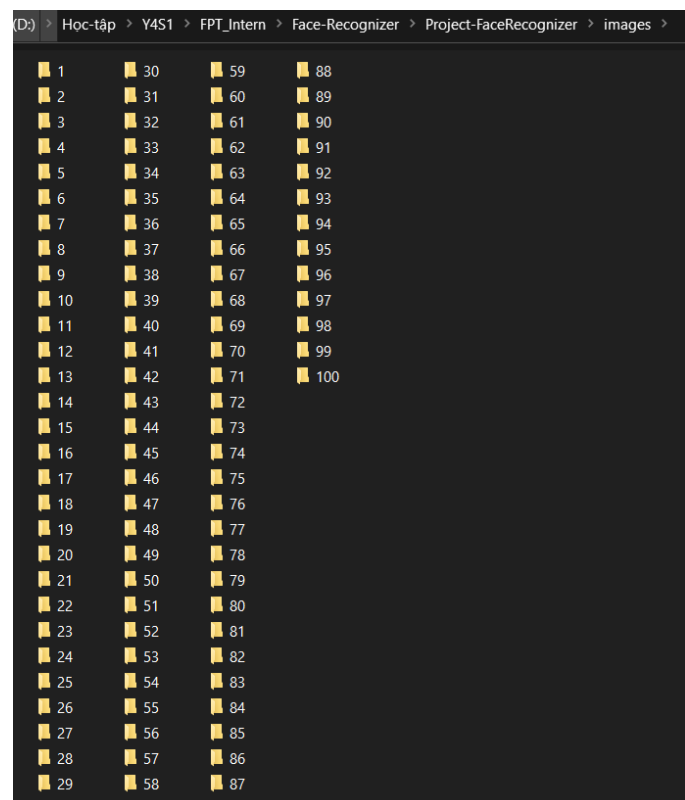 (D:) > Học-tập > Y4S1 > FPT_Intern > Face-Recognizer > Project-FaceRecognizer > images >
1 30 59 88
2 31 60 89
3 32 61 90
4 33 62 91
5 34 63 92
6 35 64 93
7 36 65 94
8 37 66 95
9 38 67 96
10 39 68 97
11 40 69 98
12 41 70 99
13 42 71 100
14 43 72
15 44 73
16 45 74
17 46 75
18 47 76
19 48 77
20 49 78
21 50 79
22 51 80
23 52 81
24 53 82
25 54 83
26 55 84
27 56 85
28 57 86
29 58 87